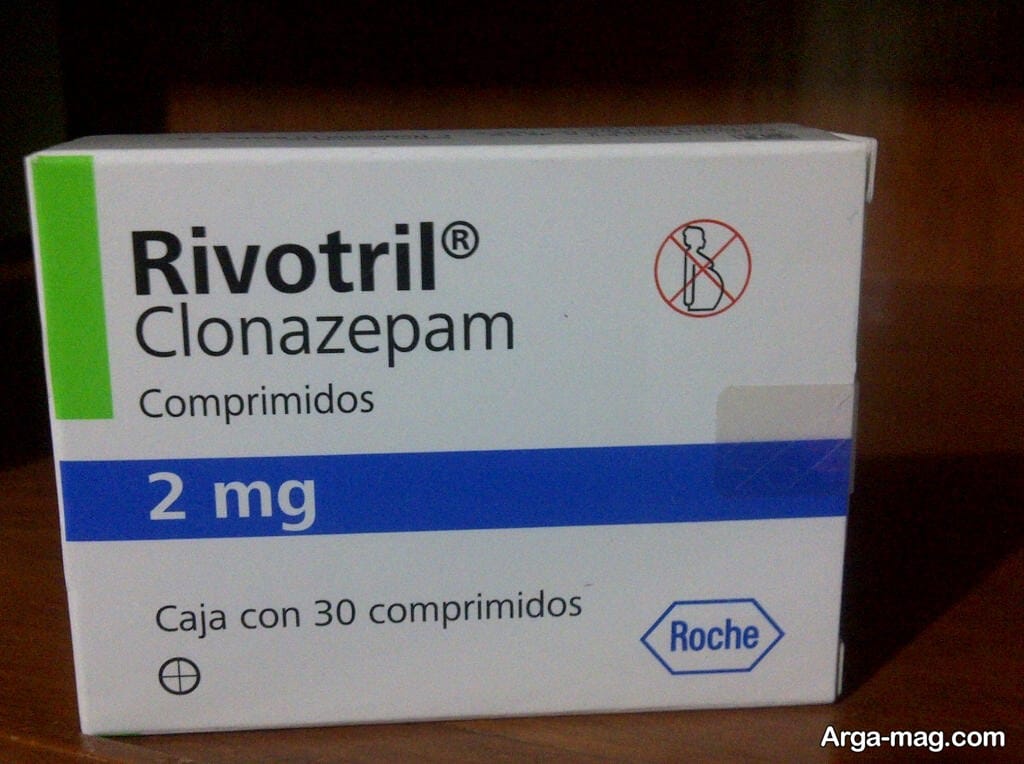 Rivotril®
Clonazepam
Comprimidos
2 mg
Caja con 30 comprimidos
Roche
Arga-mag.com